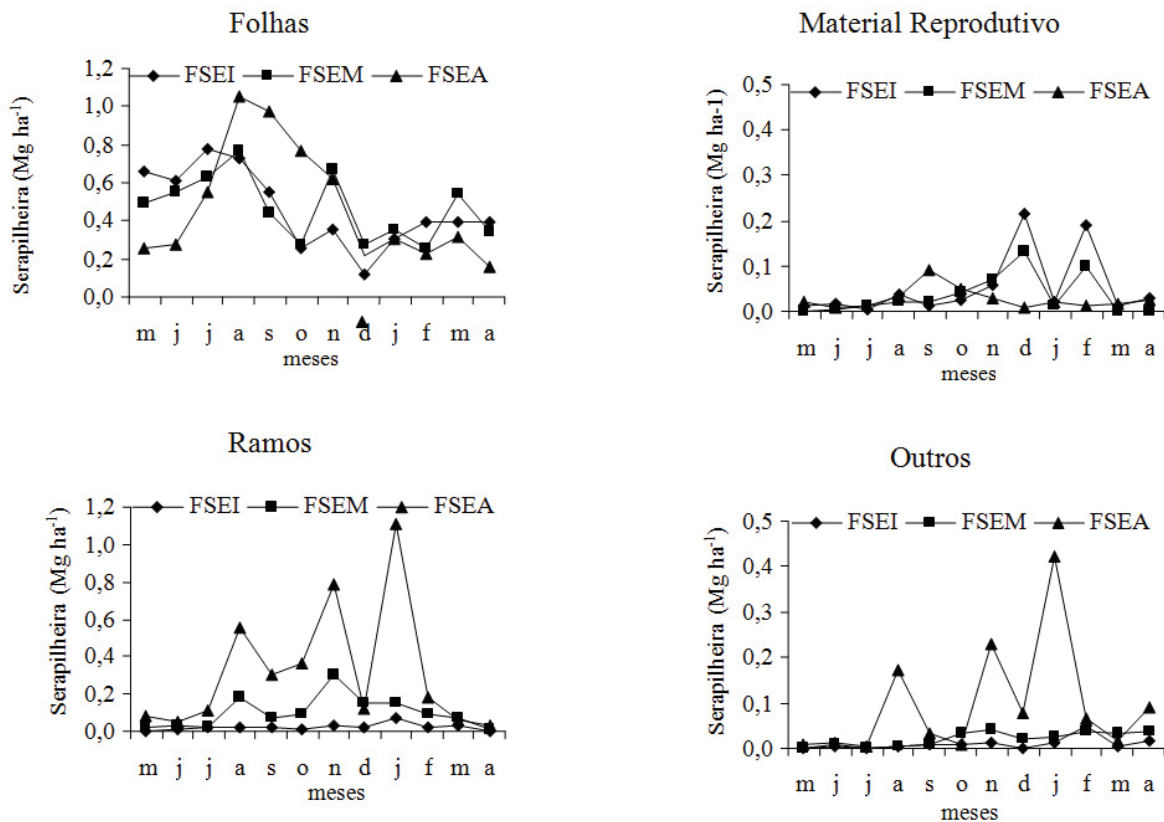 Folhas
Serapilheira (Mg ha⁻¹)
FSEI FSEM FSEA
1,2
1,0
0,8
0,6
0,4
0,2
0,0
m j j a s o n d j f m a
meses
Material Reprodutivo
Serapilheira (Mg ha-1)
FSEI FSEM FSEA
0,5
0,4
0,3
0,2
0,1
0,0
m j j a s o n d j f m a
meses
Ramos
Serapilheira (Mg ha⁻¹)
FSEI FSEM FSEA
1,2
1,0
0,8
0,6
0,4
0,2
0,0
m j j a s o n d j f m a
meses
Outros
Serapilheira (Mg ha⁻¹)
FSEI FSEM FSEA
0,5
0,4
0,3
0,2
0,1
0,0
m j j a s o n d j f m a
meses